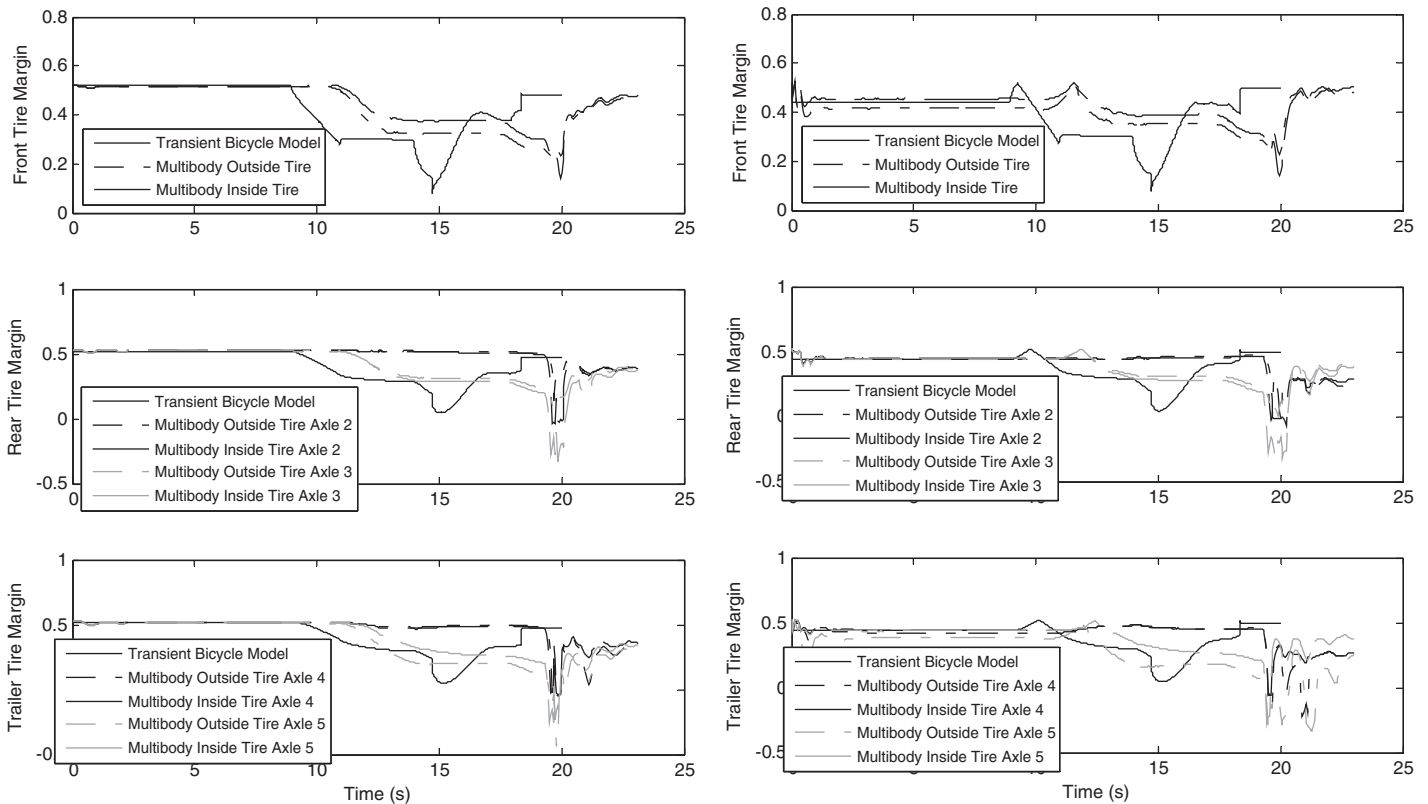 Front Tire Margin
0.8
0.6
0.4
0.2
0
0
5
10
15
20
25
Transient Bicycle Model
Multibody Outside Tire
Multibody Inside Tire
Front Tire Margin
0.8
0.6
0.4
0.2
0
0
5
10
15
20
25
Transient Bicycle Model
Multibody Outside Tire
Multibody Inside Tire
Rear Tire Margin
1
0.5
0
-0.5
0
10
15
20
25
Transient Bicycle Model
Multibody Outside Tire Axle 2
Multibody Inside Tire Axle 2
Multibody Outside Tire Axle 3
Multibody Inside Tire Axle 3
Rear Tire Margin
1
0.5
0
-0.5
15
20
25
Transient Bicycle Model
Multibody Outside Tire Axle 2
Multibody Inside Tire Axle 2
Multibody Outside Tire Axle 3
Multibody Inside Tire Axle 3
Trailer Tire Margin
1
0.5
0
5
10
15
20
25
Transient Bicycle Model
Multibody Outside Tire Axle 4
Multibody Inside Tire Axle 4
Multibody Outside Tire Axle 5
Multibody Inside Tire Axle 5
Time (s)
Trailer Tire Margin
1
0.5
0
-0.5
15
20
25
Transient Bicycle Model
Multibody Outside Tire Axle 4
Multibody Inside Tire Axle 4
Multibody Outside Tire Axle 5
Multibody Inside Tire Axle 5
Time (s)